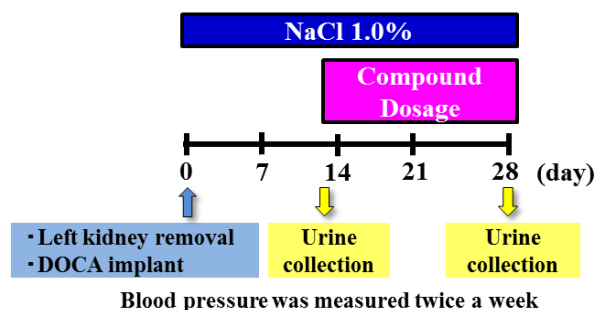 NaCl 1.0%
Compound
Dosage
0 7 14 21 28 (day)
・Left kidney removal
・DOCA implant
Urine
collection
Urine
collection
Blood pressure was measured twice a week